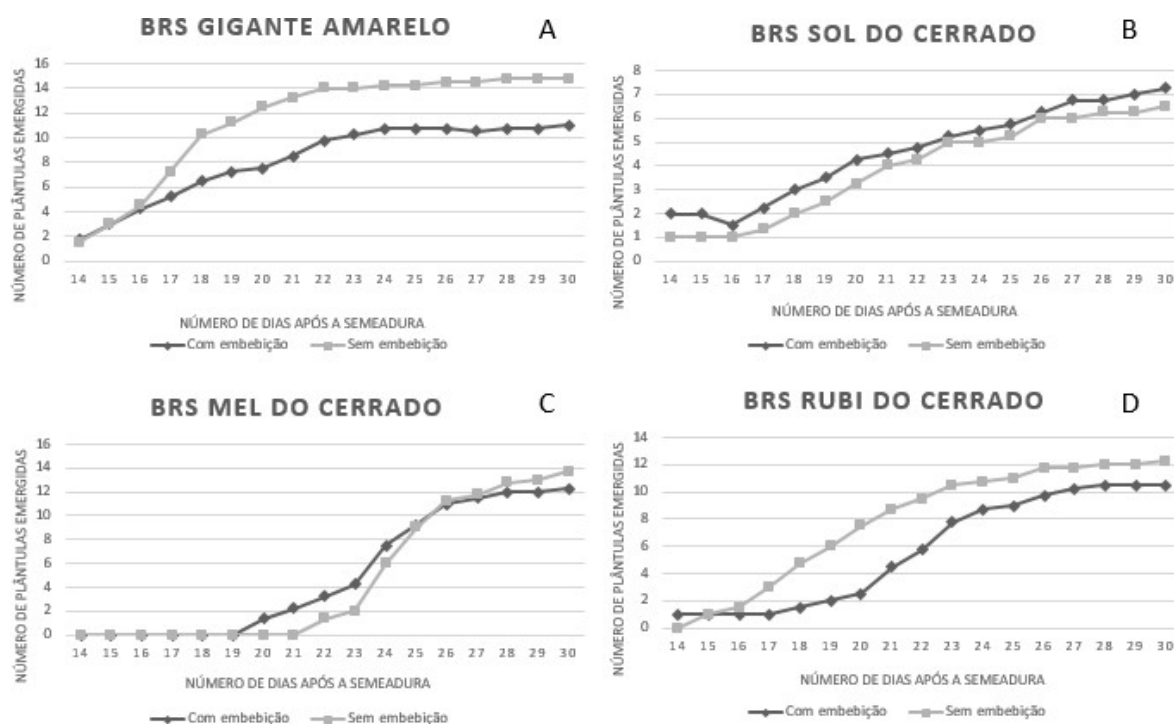 BRS GIGANTE AMARELO
A
NÚMERO DE PLÂNTULAS EMERGIDAS
16
14
12
10
8
6
4
2
0
14 15 16 17 18 19 20 21 22 23 24 25 26 27 28 29 30
NÚMERO DE DIAS APÓS A SEMEADURA
Com embebição Sem embebição
BRS SOL DO CERRADO
B
NÚMERO DE PLÂNTULAS EMERGIDAS
8
7
6
5
4
3
2
1
0
14 15 16 17 18 19 20 21 22 23 24 25 26 27 28 29 30
NÚMERO DE DIAS APÓS A SEMEADURA
Com embebição Sem embebição
BRS MEL DO CERRADO
C
NÚMERO DE PLÂNTULAS EMERGIDAS
16
14
12
10
8
6
4
2
0
14 15 16 17 18 19 20 21 22 23 24 25 26 27 28 29 30
NÚMERO DE DIAS APÓS A SEMEADURA
Com embebição Sem embebição
BRS RUBI DO CERRADO
D
NÚMERO DE PLÂNTULAS EMERGIDAS
14
12
10
8
6
4
2
0
14 15 16 17 18 19 20 21 22 23 24 25 26 27 28 29 30
NÚMERO DE DIAS APÓS A SEMEADURA
Com embebição Sem embebição